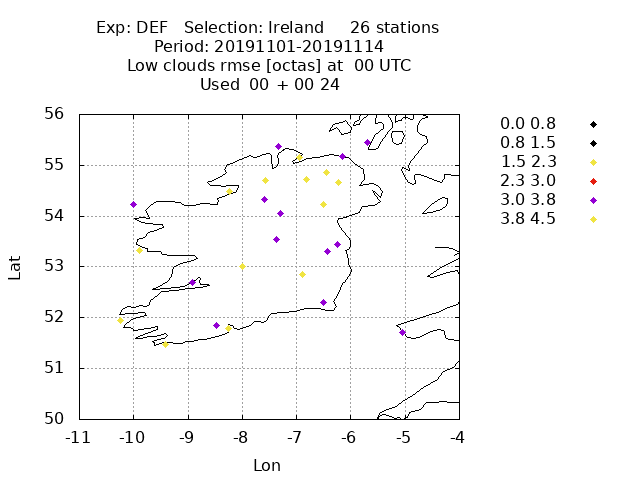 Exp: DEF Selection: Ireland 26 stations
Period: 20191101-20191114
Low clouds rmse [octas] at 00 UTC
Used 00 + 00 24
56
55
54
53
52
51
50
-11 -10 -9 -8 -7 -6 -5 -4
Lat
Lon
0.0 0.8
0.8 1.5
1.5 2.3
2.3 3.0
3.0 3.8
3.8 4.5